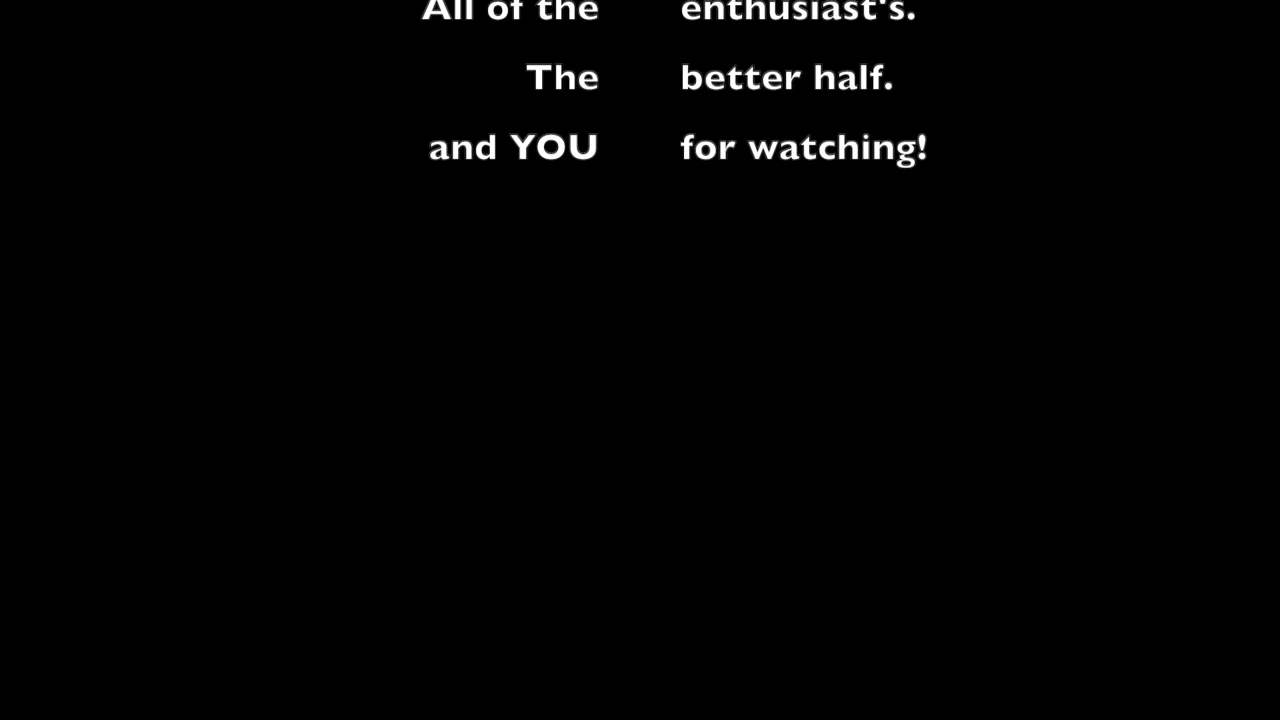 All of the enthusiast's.
The better half.
and YOU for watching!